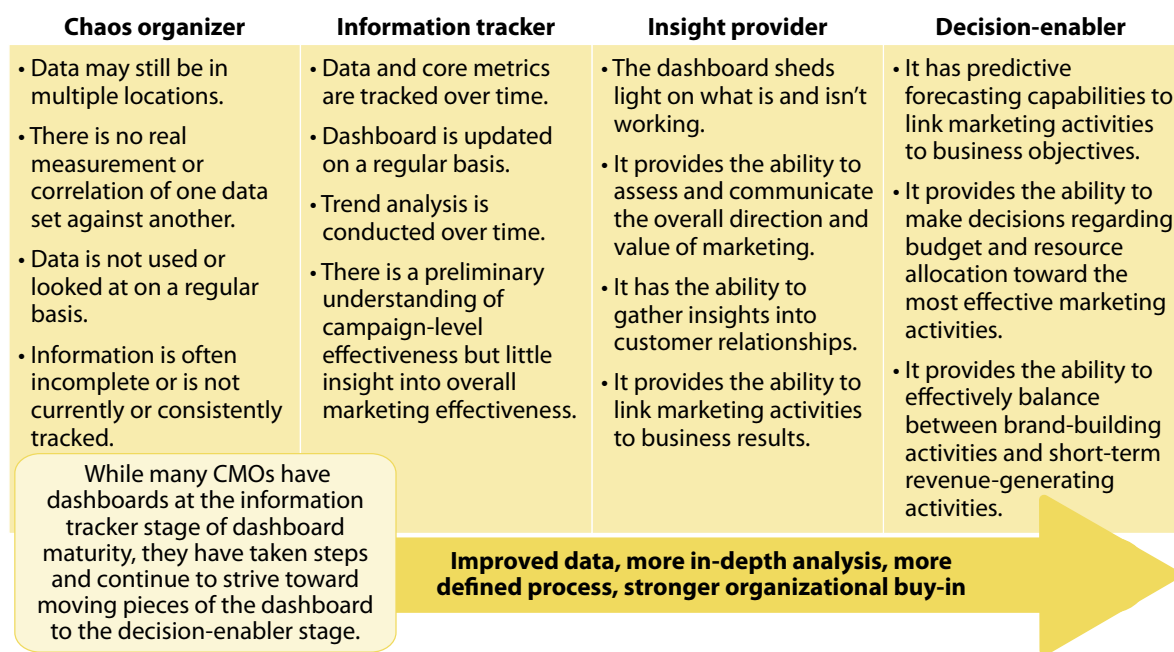 Chaos organizer
• Data may still be in
multiple locations.
• There is no real
measurement or
correlation of one data
set against another.
• Data is not used or
looked at on a regular
basis.
• Information is often
incomplete or is not
currently or consistently
tracked.
Information tracker
• Data and core metrics
are tracked over time.
• Dashboard is updated
on a regular basis.
• Trend analysis is
conducted over time.
• There is a preliminary
understanding of
campaign-level
effectiveness but little
insight into overall
marketing effectiveness.
Insight provider
• The dashboard sheds
light on what is and isn’t
working.
• It provides the ability to
assess and communicate
the overall direction and
value of marketing.
• It has the ability to
gather insights into
customer relationships.
• It provides the ability to
link marketing activities
to business results.
Decision-enabler
• It has predictive
forecasting capabilities to
link marketing activities
to business objectives.
• It provides the ability to
make decisions regarding
budget and resource
allocation toward the
most effective marketing
activities.
• It provides the ability to
effectively balance
between brand-building
activities and short-term
revenue-generating
activities.
While many CMOs have
dashboards at the information
tracker stage of dashboard
maturity, they have taken steps
and continue to strive toward
moving pieces of the dashboard
to the decision-enabler stage.
Improved data, more in-depth analysis, more
defined process, stronger organizational buy-in